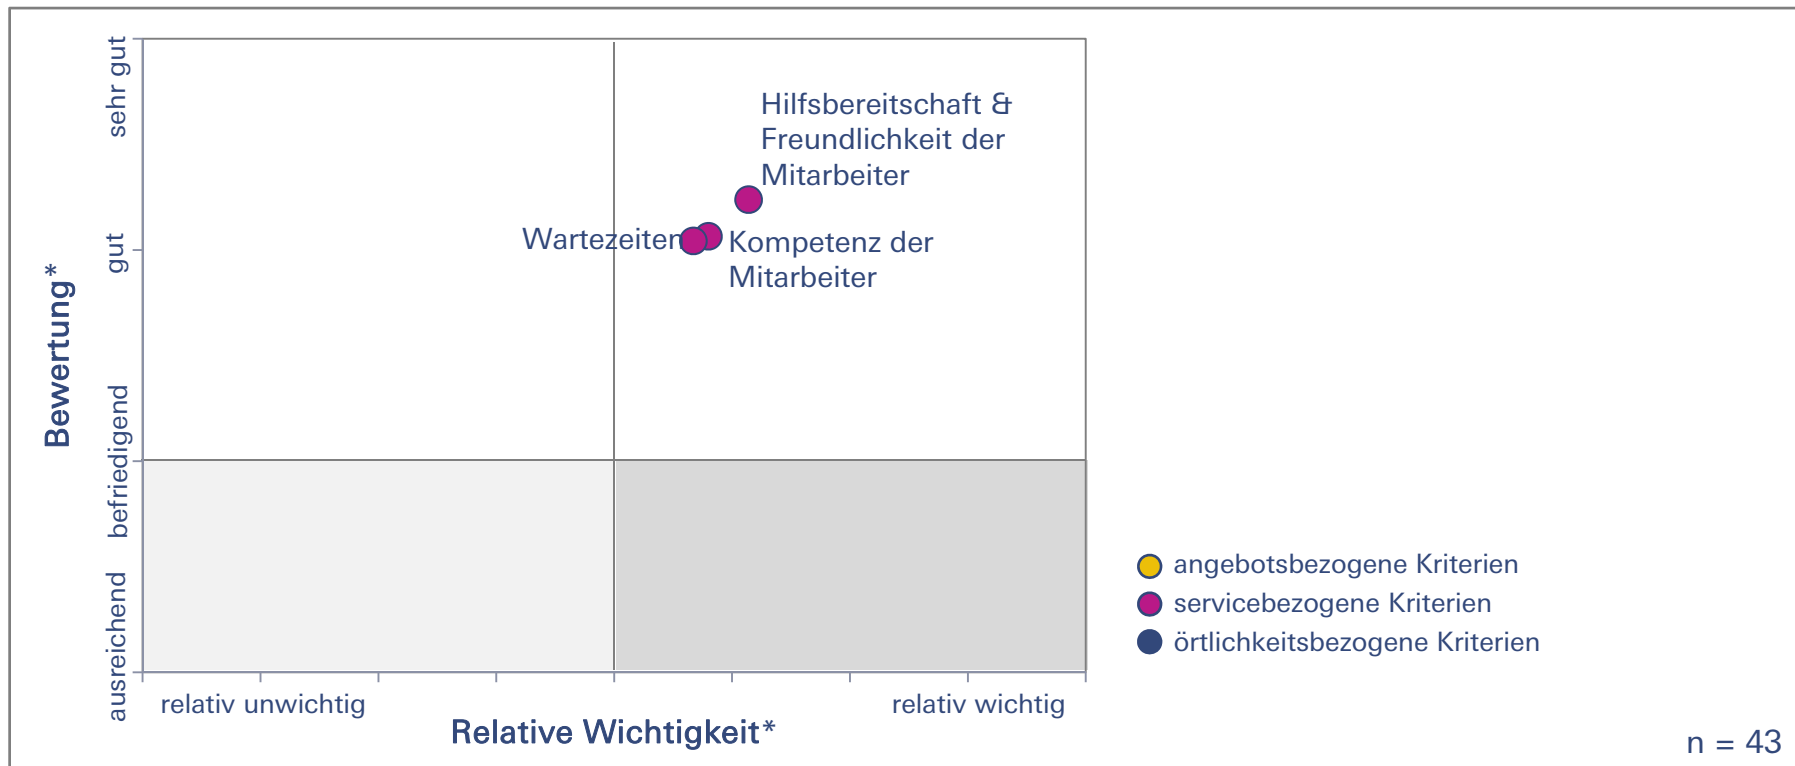 sehr gut
gut
befriedigend
ausreichend
Bewertung*
Hilfsbereitschaft &
Freundlichkeit der
Mitarbeiter
Wartezeiten
Kompetenz der
Mitarbeiter
relativ unwichtig
relativ wichtig
Relative Wichtigkeit*
angebotsbezogene Kriterien
servicebezogene Kriterien
örtlichkeitsbezogene Kriterien
n = 43